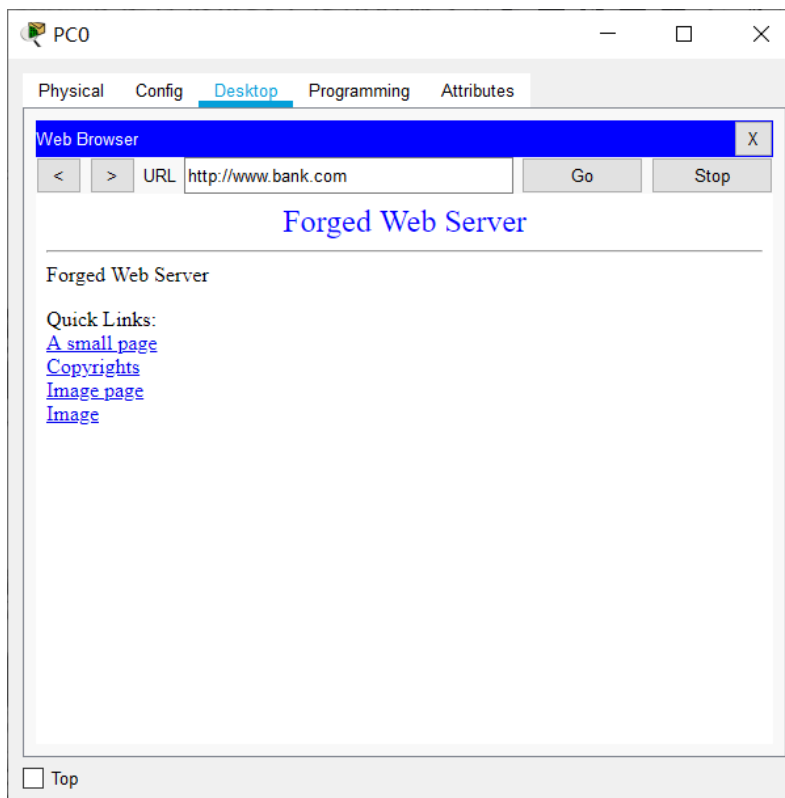 PC0
Physical Config Desktop Programming Attributes
Web Browser X
< > URL http://www.bank.com Go Stop
Forged Web Server
Forged Web Server
Quick Links:
A small page
Copyrights
Image page
Image
Top